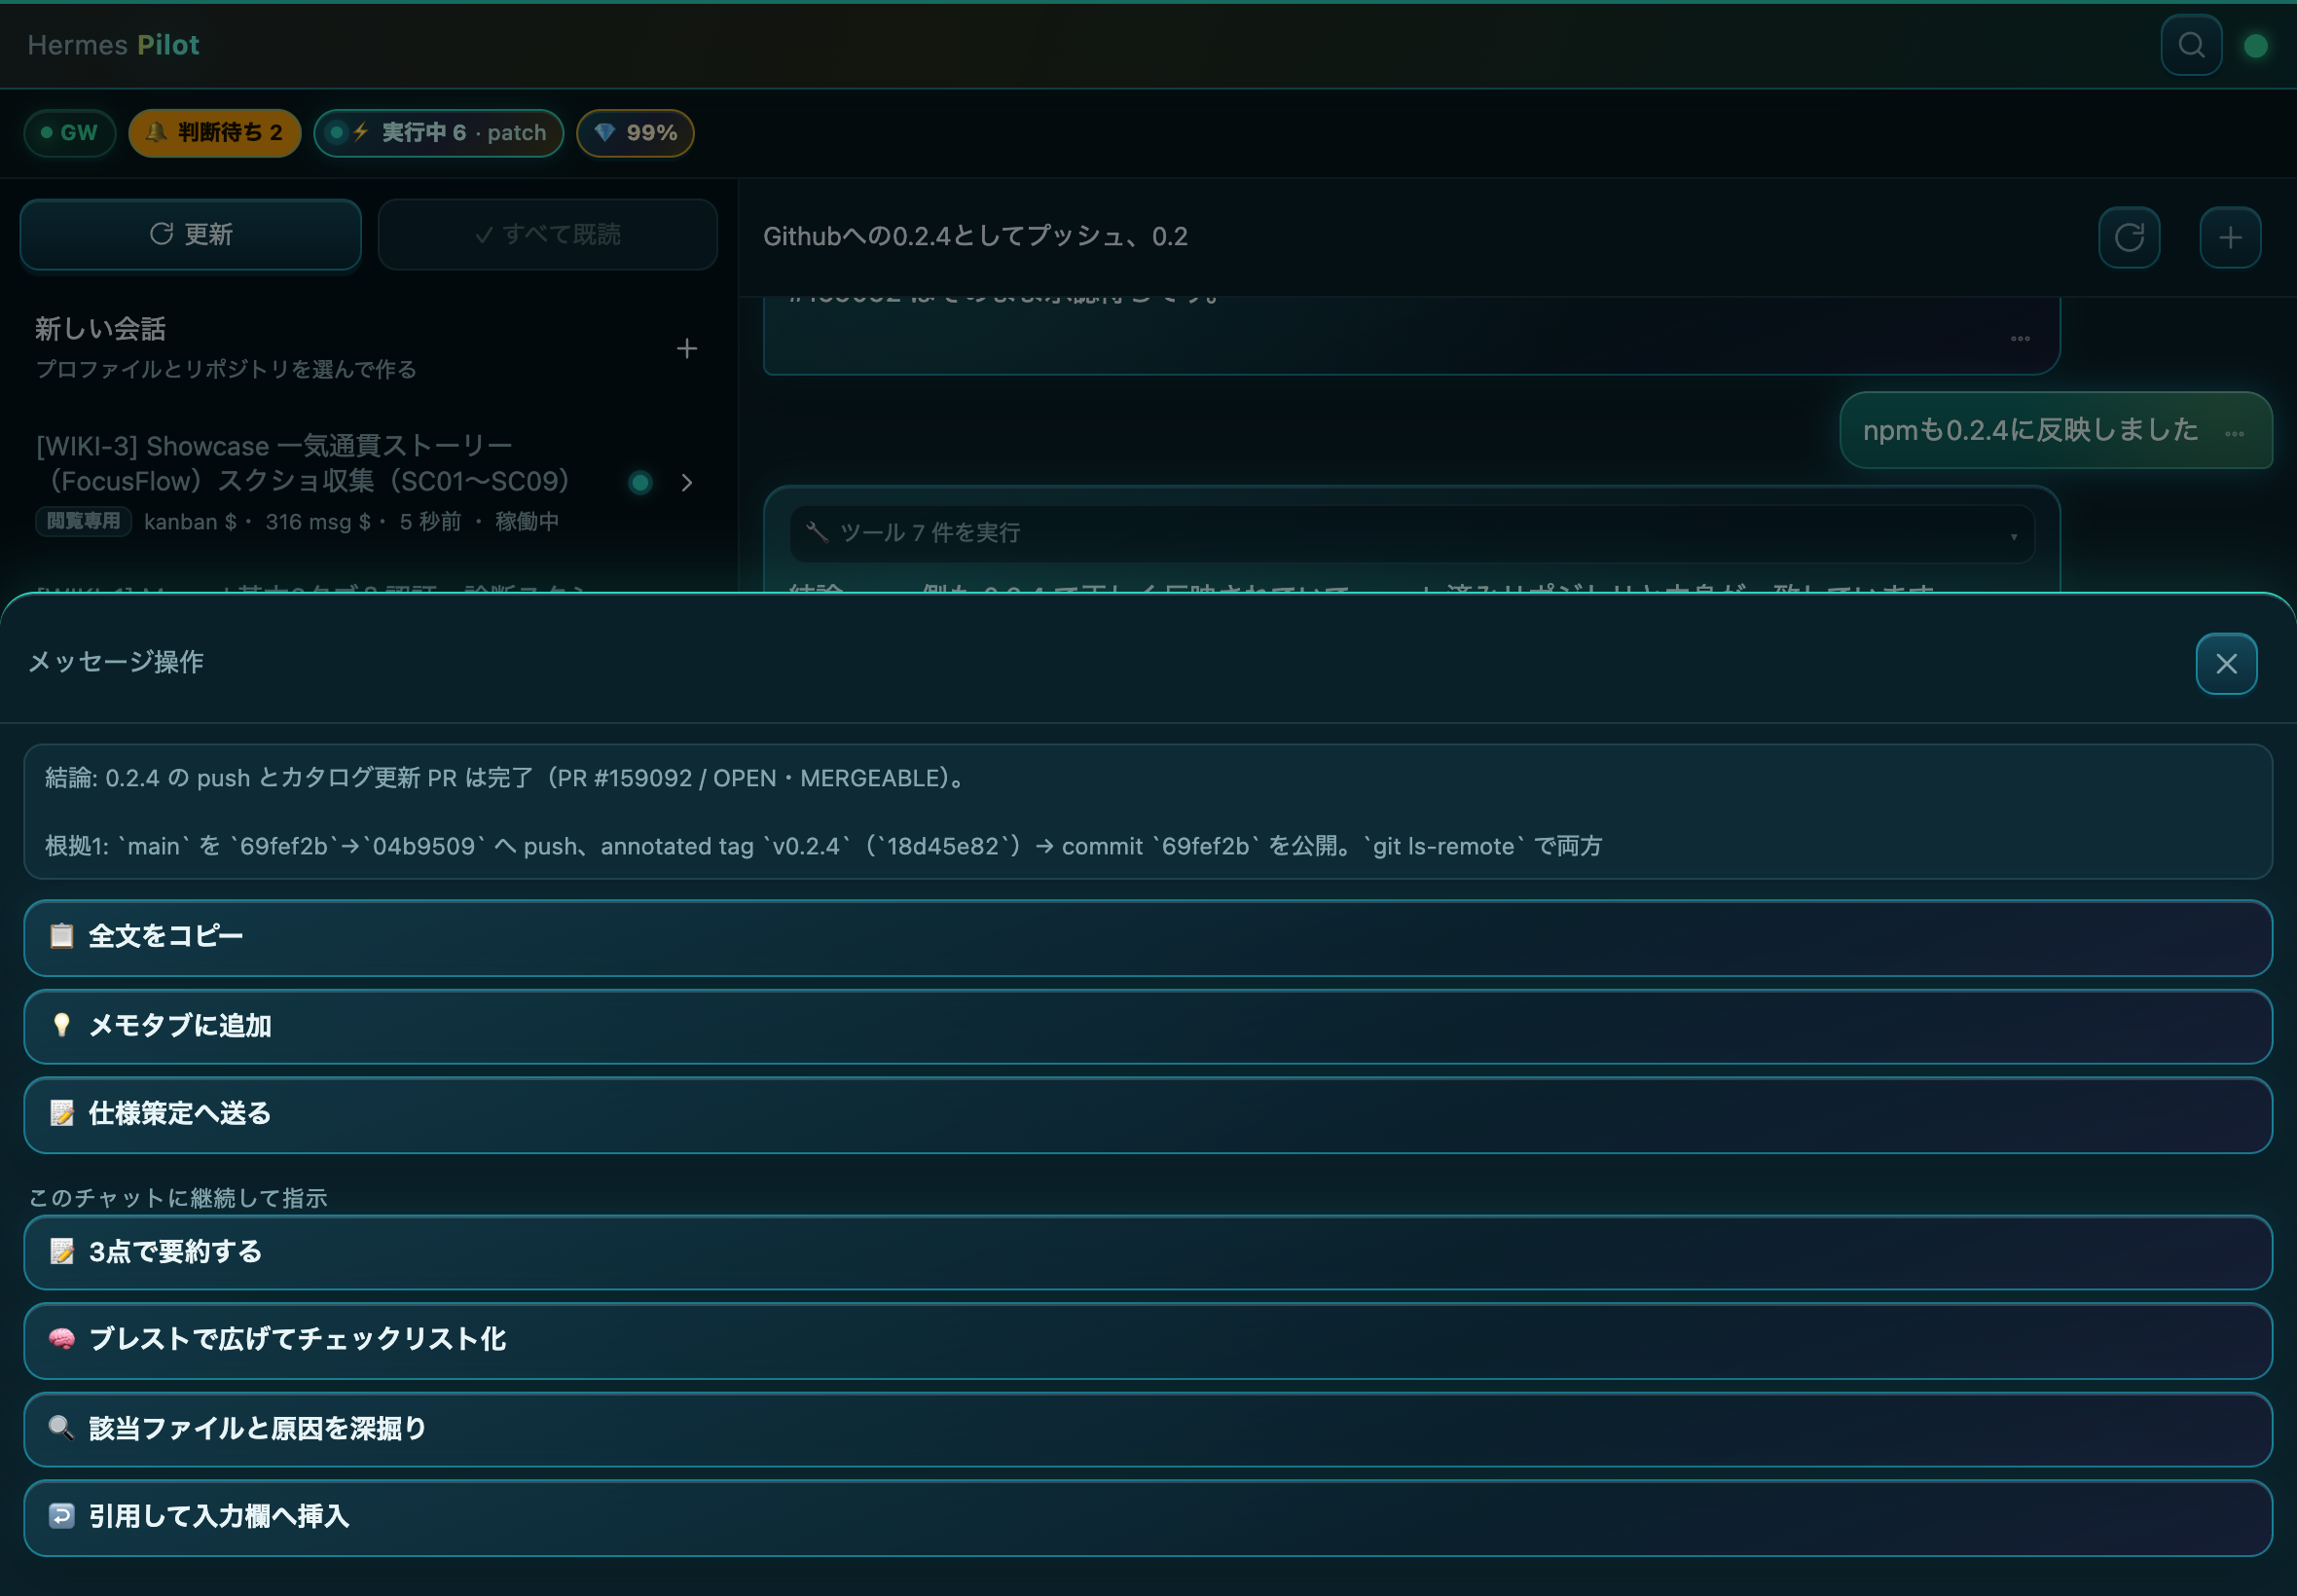 Hermes Pilot
GW
判断待ち 2
実行中 6 · patch
99%
更新
✓ すべて既読
Githubへの0.2.4としてプッシュ、0.2
新しい会話
プロファイルとリポジトリを選んで作る
npmも0.2.4に反映しました
[WIKI-3] Showcase 一気通貫ストーリー
（FocusFlow）スクショ収集（SC01〜SC09）
閲覧専用 kanban $・ 316 msg $・ 5 秒前 ・ 稼働中
ツール 7 件を実行
メッセージ操作
結論: 0.2.4 の push とカタログ更新 PR は完了（PR #159092 / OPEN・MERGEABLE）。
根拠1: `main` を `69fef2b`→`04b9509` へ push、annotated tag `v0.2.4`（`18d45e82`）→ commit `69fef2b` を公開。`git ls-remote` で両方
全文をコピー
メモタブに追加
仕様策定へ送る
このチャットに継続して指示
3点で要約する
ブレストで広げてチェックリスト化
該当ファイルと原因を深掘り
引用して入力欄へ挿入